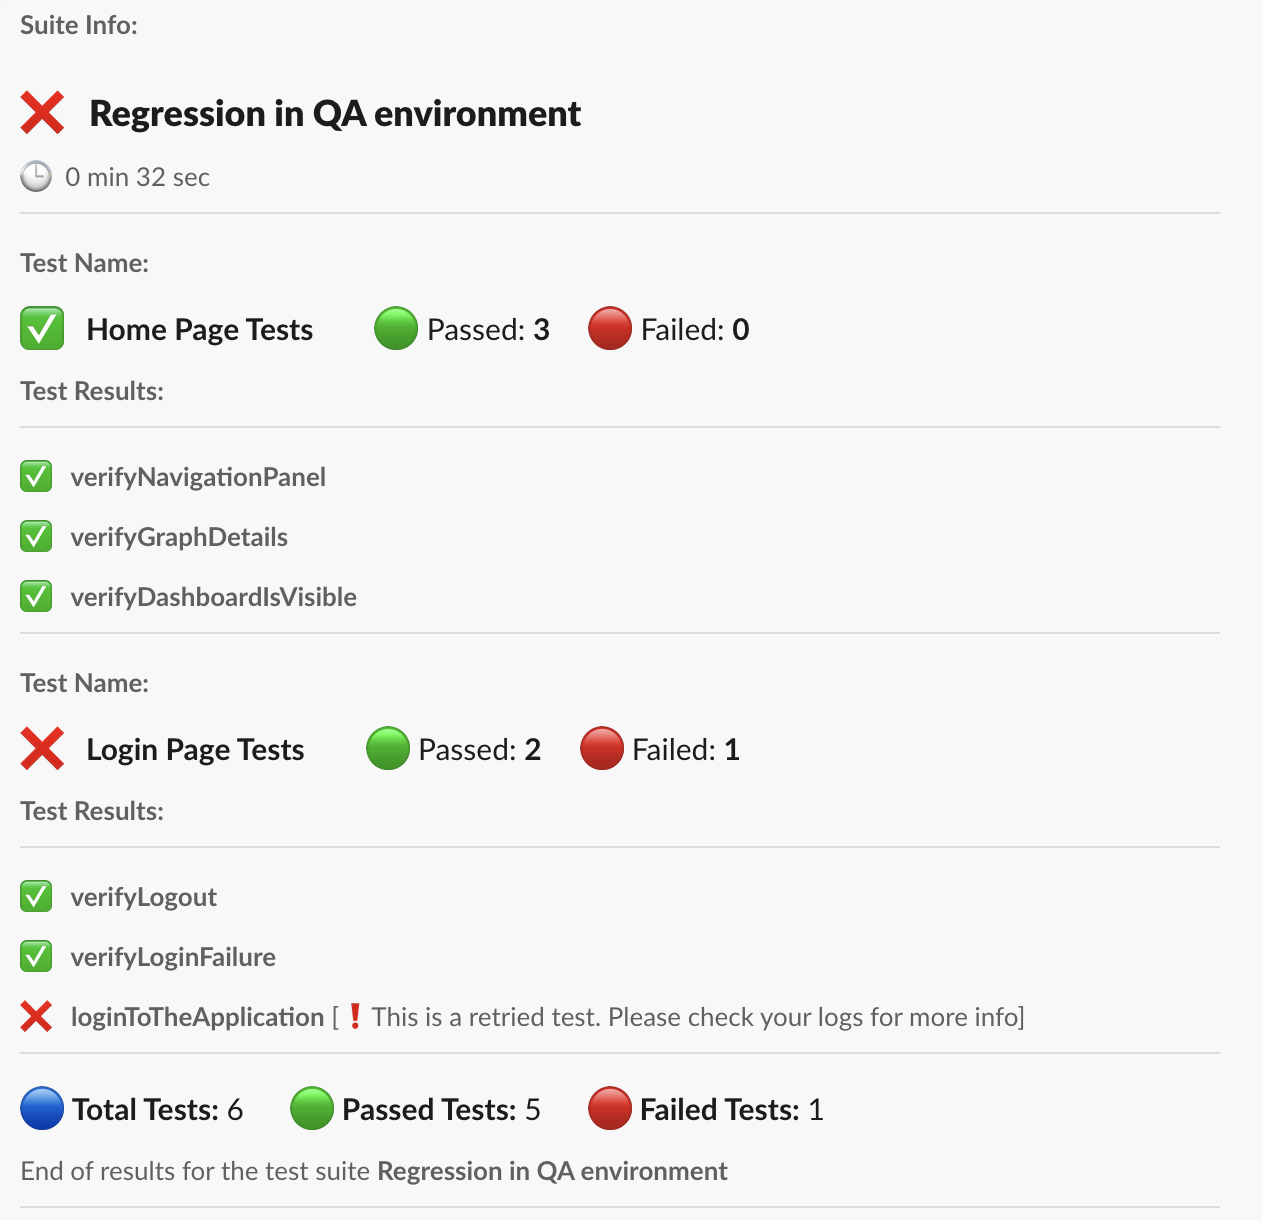 Suite Info:
❌ Regression in QA environment
🕒 0 min 32 sec
Test Name:
✅ Home Page Tests 🟢 Passed: 3 🔴 Failed: 0
Test Results:
✅ verifyNavigationPanel
✅ verifyGraphDetails
✅ verifyDashboardIsVisible
Test Name:
❌ Login Page Tests 🟢 Passed: 2 🔴 Failed: 1
Test Results:
✅ verifyLogout
✅ verifyLoginFailure
❌ loginToTheApplication [ ❗ This is a retried test. Please check your logs for more info]
🔵 Total Tests: 6 🟢 Passed Tests: 5 🔴 Failed Tests: 1
End of results for the test suite Regression in QA environment